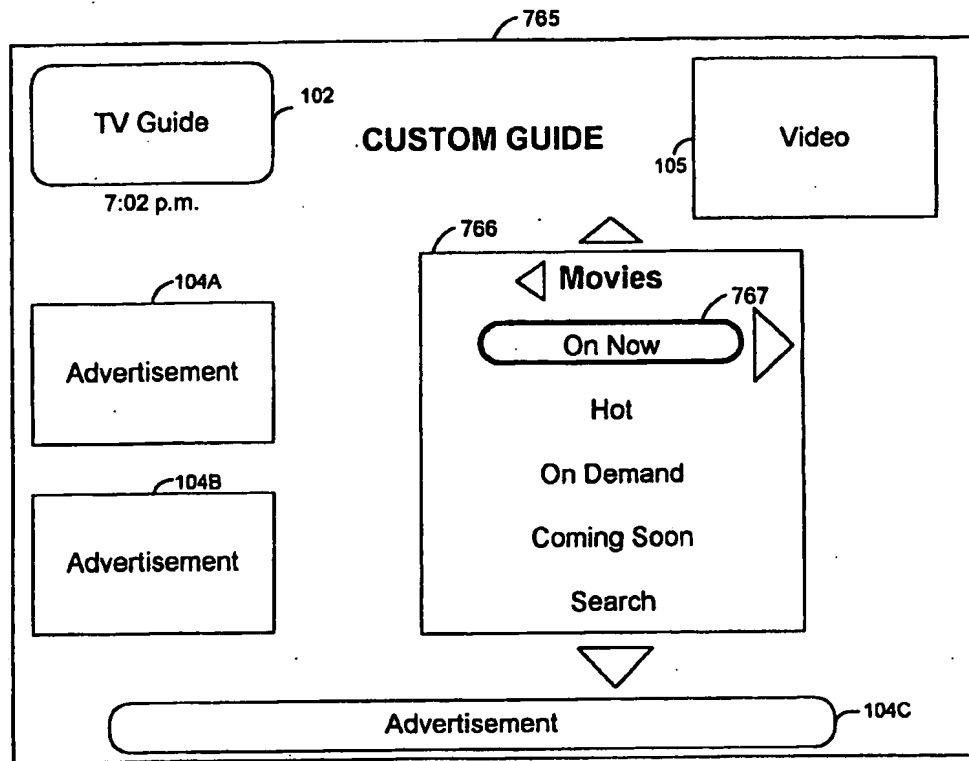 765
TV Guide
102
CUSTOM GUIDE
105
Video
7:02 p.m.
766
Movies
767
On Now
104A
Advertisement
Hot
On Demand
104B
Advertisement
Coming Soon
Search
Advertisement
104C